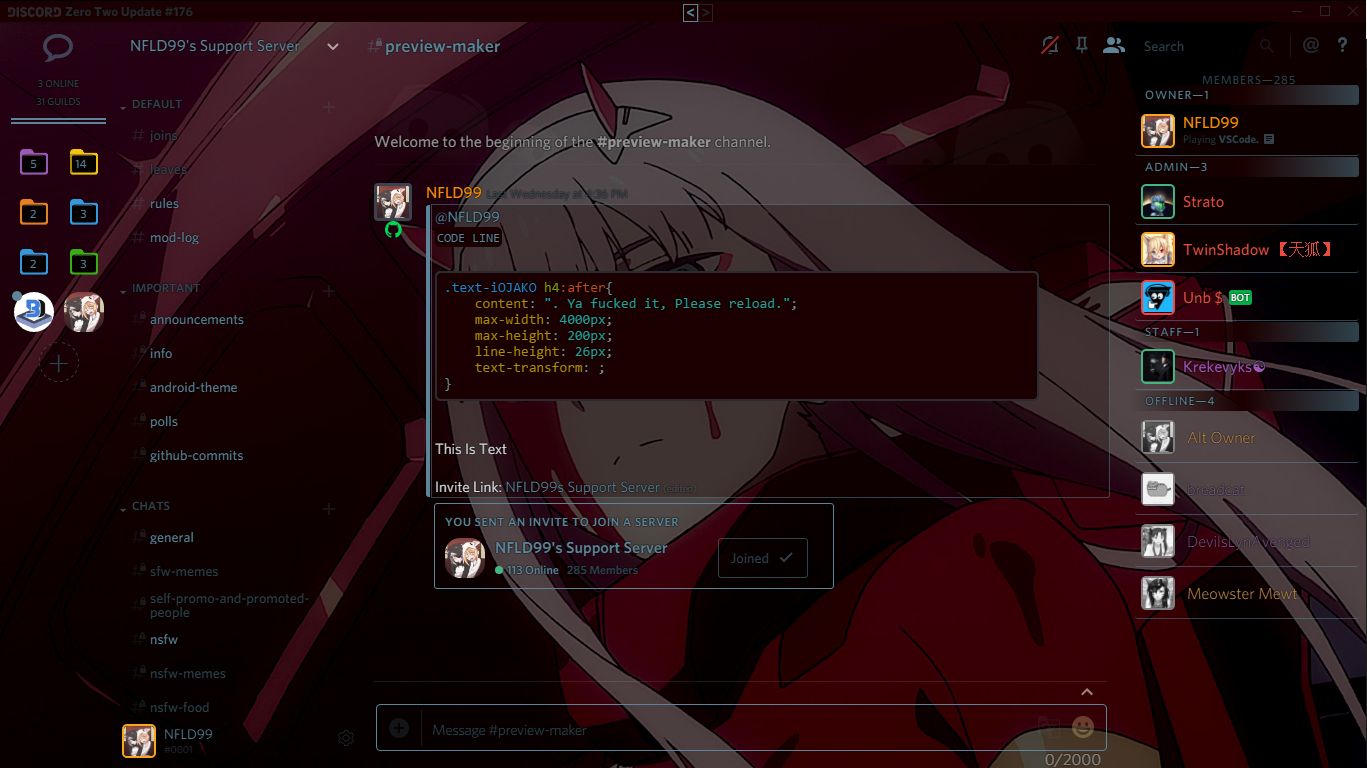 DISCORD Zero Two Update #176
< >
3 ONLINE
31 GUILDS
5
14
2
3
2
3
NFLD99's Support Server
DEFAULT
# joins
# leaves
# rules
# mod-log
IMPORTANT
# announcements
# info
# android-theme
# polls
# github-commits
CHATS
# general
# sfw-memes
# self-promo-and-promoted-
people
# nsfw
# nsfw-memes
# nsfw-food
NFLD99
#0001
#preview-maker
Search
@ ?
Welcome to the beginning of the #preview-maker channel.
NFLD99 Last Wednesday at 4:36 PM
@NFLD99
CODE LINE
.text-iOJAKO h4:after{
content: ". Ya fucked it, Please reload.";
max-width: 4000px;
max-height: 200px;
line-height: 26px;
text-transform: ;
}
This Is Text
Invite Link: NFLD99s Support Server (edited)
YOU SENT AN INVITE TO JOIN A SERVER
NFLD99's Support Server
113 Online 285 Members
Joined
Message #preview-maker
0/2000
MEMBERS—285
OWNER—1
NFLD99
Playing VSCode.
ADMIN—3
Strato
TwinShadow 【天狐】
Unb $ BOT
STAFF—1
Krekevyks☯
OFFLINE—4
Alt Owner
breadcat
DevilsLynAvenged
Meowster Mewt